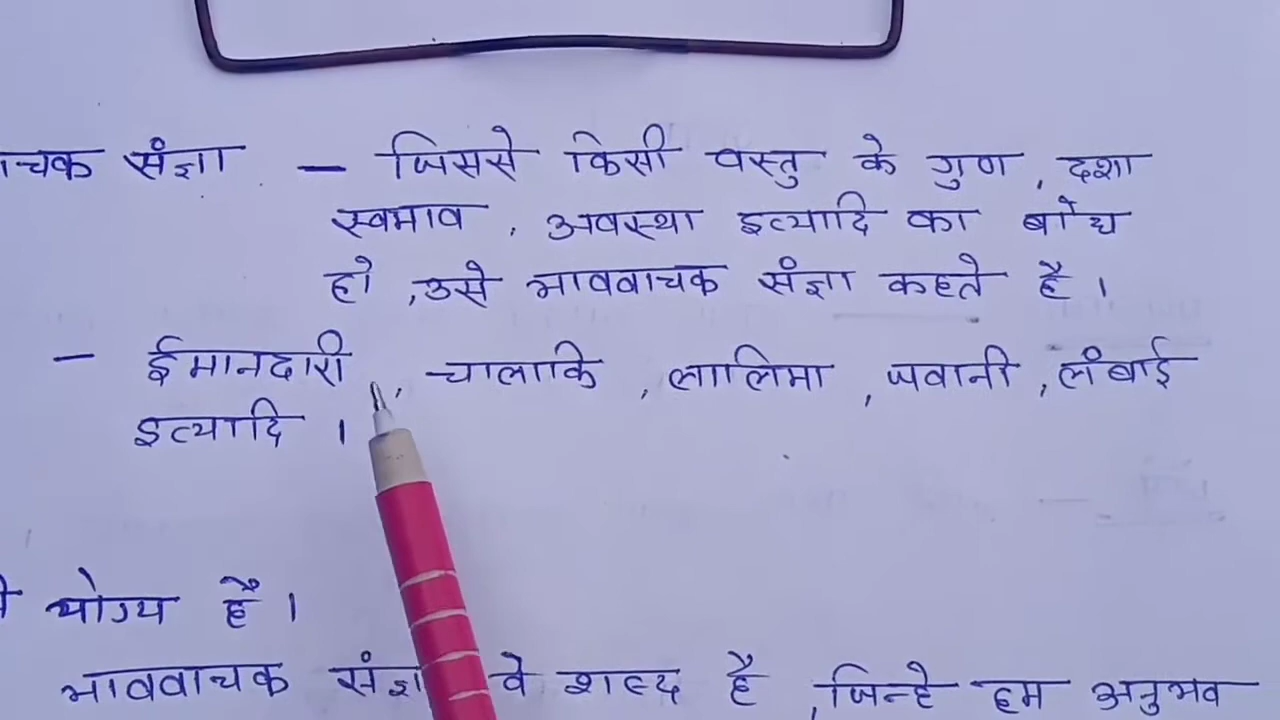 ाचक संज्ञा – जिससे किसी वस्तु के गुण, दशा
स्वभाव, अवस्था इत्यादि का बोध
हो, उसे भाववाचक संज्ञा कहते है।
– ईमानदारी, चालाकि, लालिमा, जवानी, लंबाई
इत्यादि।
योग्य है।
भाववाचक संज्ञ वे शब्द है, जिन्हे हम अनुभव